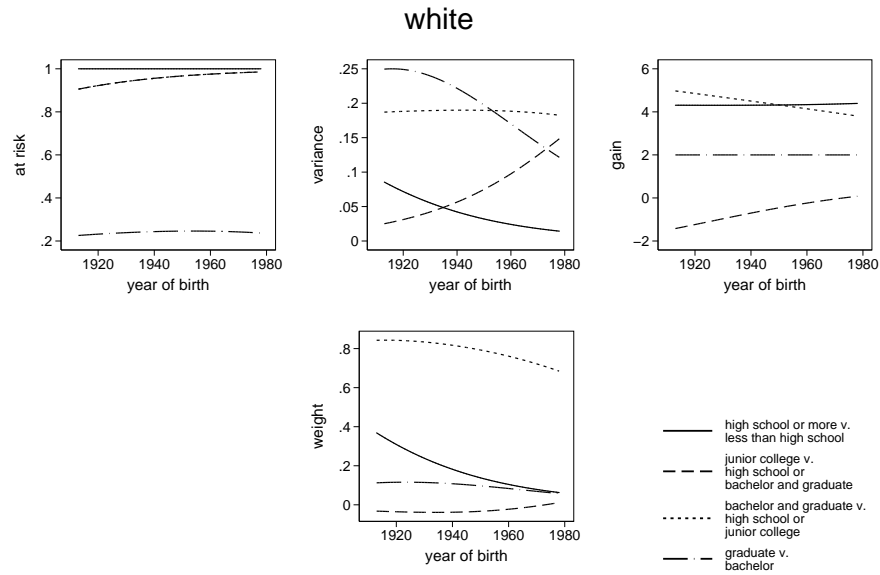 white
at risk
1
.8
.6
.4
.2
1920 1940 1960 1980
year of birth
variance
.25
.2
.15
.1
.05
0
1920 1940 1960 1980
year of birth
gain
6
4
2
0
−2
1920 1940 1960 1980
year of birth
weight
.8
.6
.4
.2
0
1920 1940 1960 1980
year of birth
high school or more v.
less than high school
junior college v.
high school or
bachelor and graduate
bachelor and graduate v.
high school or
junior college
graduate v.
bachelor